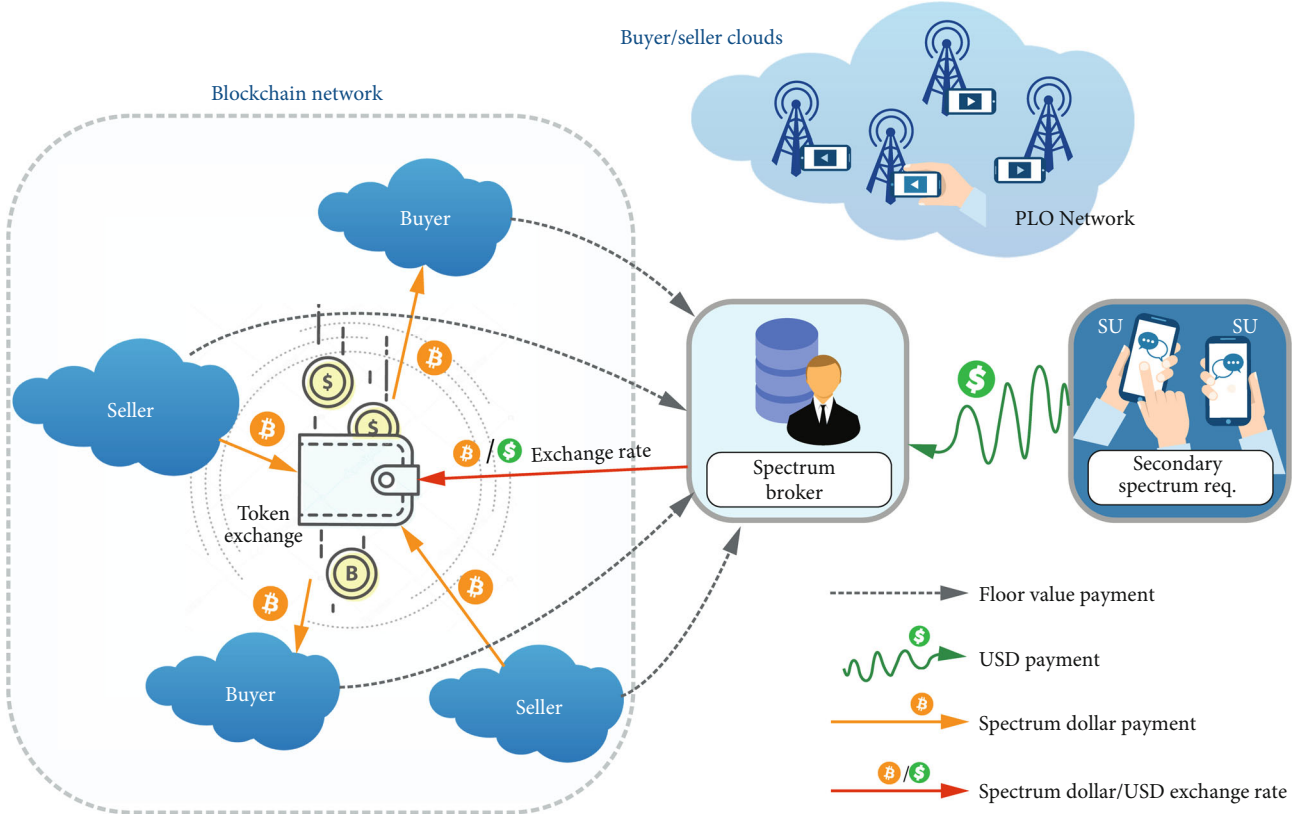 Buyer/seller clouds
Blockchain network
PLO Network
Buyer
Seller
$
$
₿
₿
₿/$ Exchange rate
Token
exchange
B
₿
₿
Buyer
Seller
Spectrum
broker
$
SU
SU
Secondary
spectrum req.
Floor value payment
$
USD payment
₿
Spectrum dollar payment
₿/$
Spectrum dollar/USD exchange rate